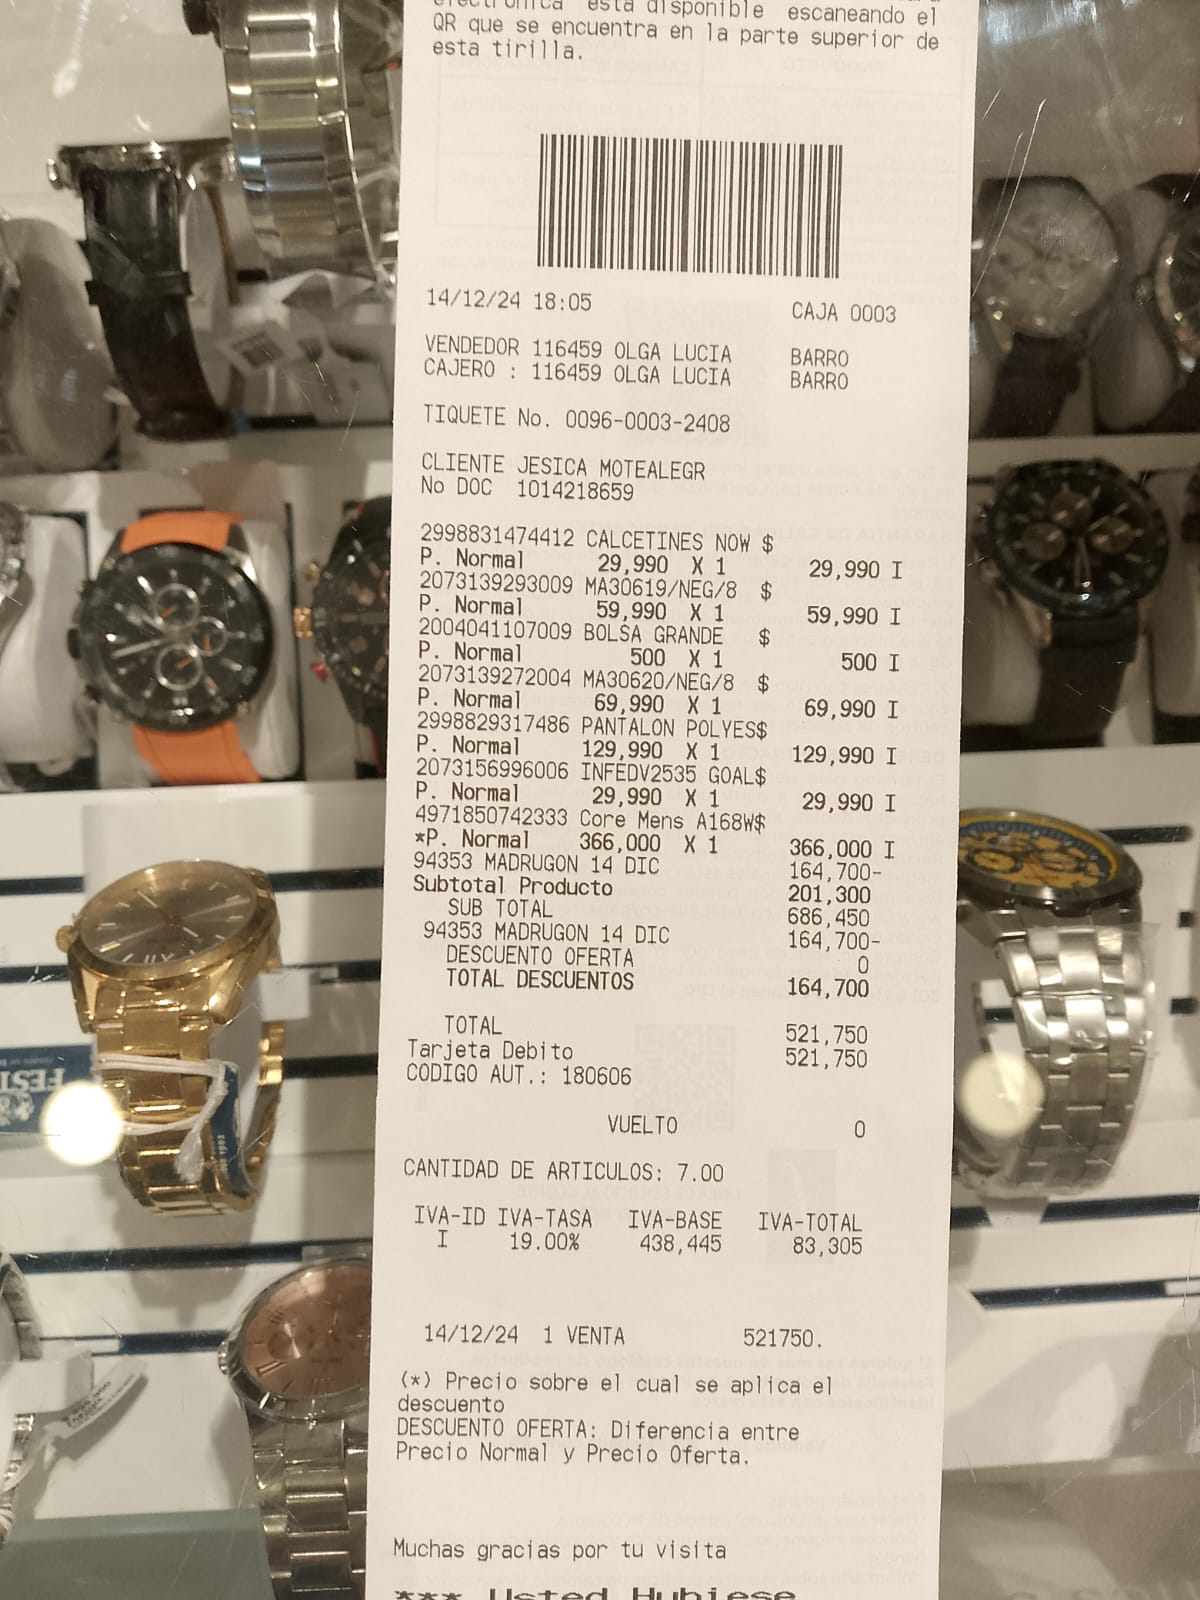 electrónica está disponible escaneando el
QR que se encuentra en la parte superior de
esta tirilla.
14/12/24 18:05 CAJA 0003
VENDEDOR 116459 OLGA LUCIA BARRO
CAJERO : 116459 OLGA LUCIA BARRO
TIQUETE No. 0096-0003-2408
CLIENTE JESICA MOTEALEGR
No DOC 1014218659
2998831474412 CALCETINES NOW $
P. Normal 29,990 X 1 29,990 I
2073139293009 MA30619/NEG/8 $
P. Normal 59,990 X 1 59,990 I
2004041107009 BOLSA GRANDE $
P. Normal 500 X 1 500 I
2073139272004 MA30620/NEG/8 $
P. Normal 69,990 X 1 69,990 I
2998829317486 PANTALON POLYES$
P. Normal 129,990 X 1 129,990 I
2073156996006 INFEDV2535 GOAL$
P. Normal 29,990 X 1 29,990 I
4971850742333 Core Mens A168W$
*P. Normal 366,000 X 1 366,000 I
94353 MADRUGON 14 DIC 164,700-
Subtotal Producto 201,300
SUB TOTAL 686,450
94353 MADRUGON 14 DIC 164,700-
DESCUENTO OFERTA 0
TOTAL DESCUENTOS 164,700
TOTAL 521,750
Tarjeta Debito 521,750
CODIGO AUT.: 180606
VUELTO 0
CANTIDAD DE ARTICULOS: 7.00
IVA-ID IVA-TASA IVA-BASE IVA-TOTAL
I 19.00% 438,445 83,305
14/12/24 1 VENTA 521750.
(*) Precio sobre el cual se aplica el
descuento
DESCUENTO OFERTA: Diferencia entre
Precio Normal y Precio Oferta.
Muchas gracias por tu visita
*** Usted Hubiese